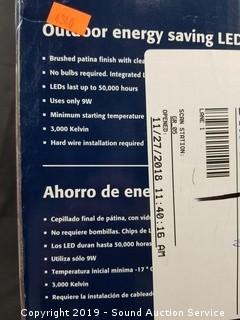 Outdoor energy saving LED
• Brushed patina finish with clea
• No bulbs required. Integrated L
• LEDs last up to 50,000 hours
• Uses only 9W
• Minimum starting temperature
• 3,000 Kelvin
• Hard wire installation required
Ahorro de ene
• Cepillado final de pátina, con vid
• No requiere bombillas. Chips de L
• Los LED duran hasta 50,000 horas
• Utiliza sólo 9W
• Temperatura inicial mínima -17 °
• 3,000 Kelvin
• Requiere la instalación de cablead
LANE 1
SCAN STATION:
GR.05
OPENED:
11/27/2018 11:40:16 AM
Copyright 2019 - Sound Auction Service